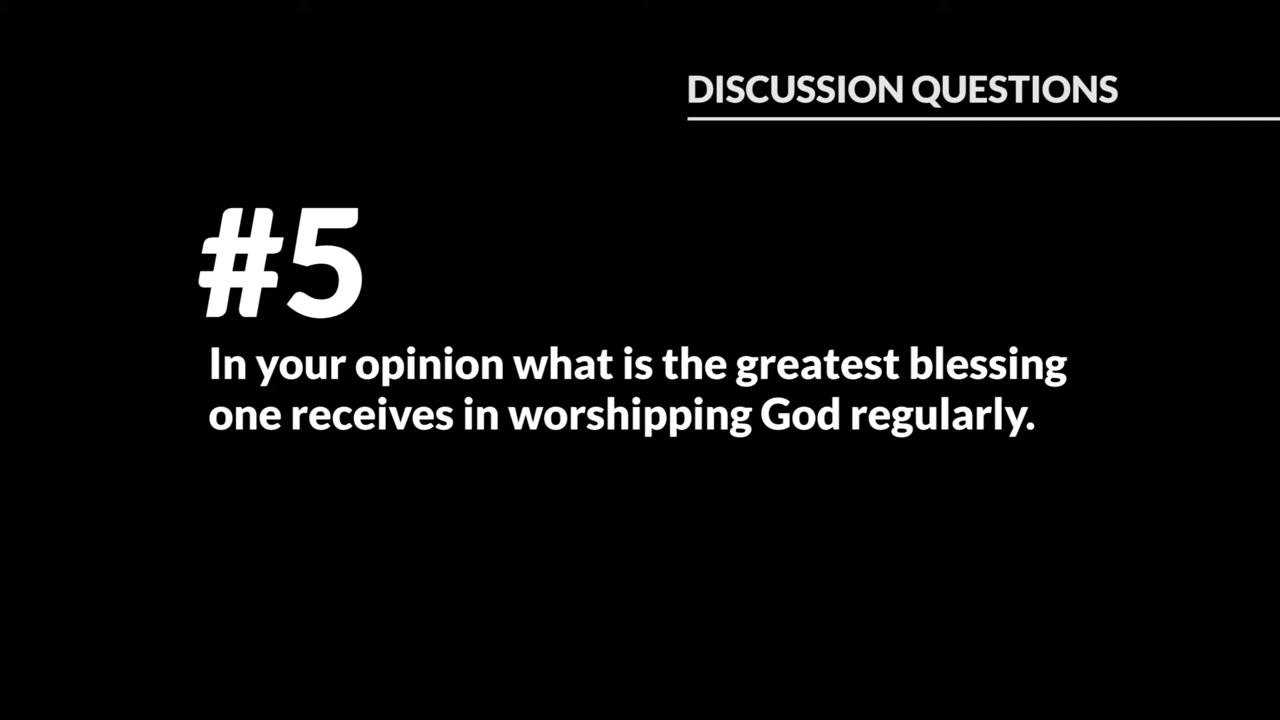 DISCUSSION QUESTIONS
#5
In your opinion what is the greatest blessing
one receives in worshipping God regularly.